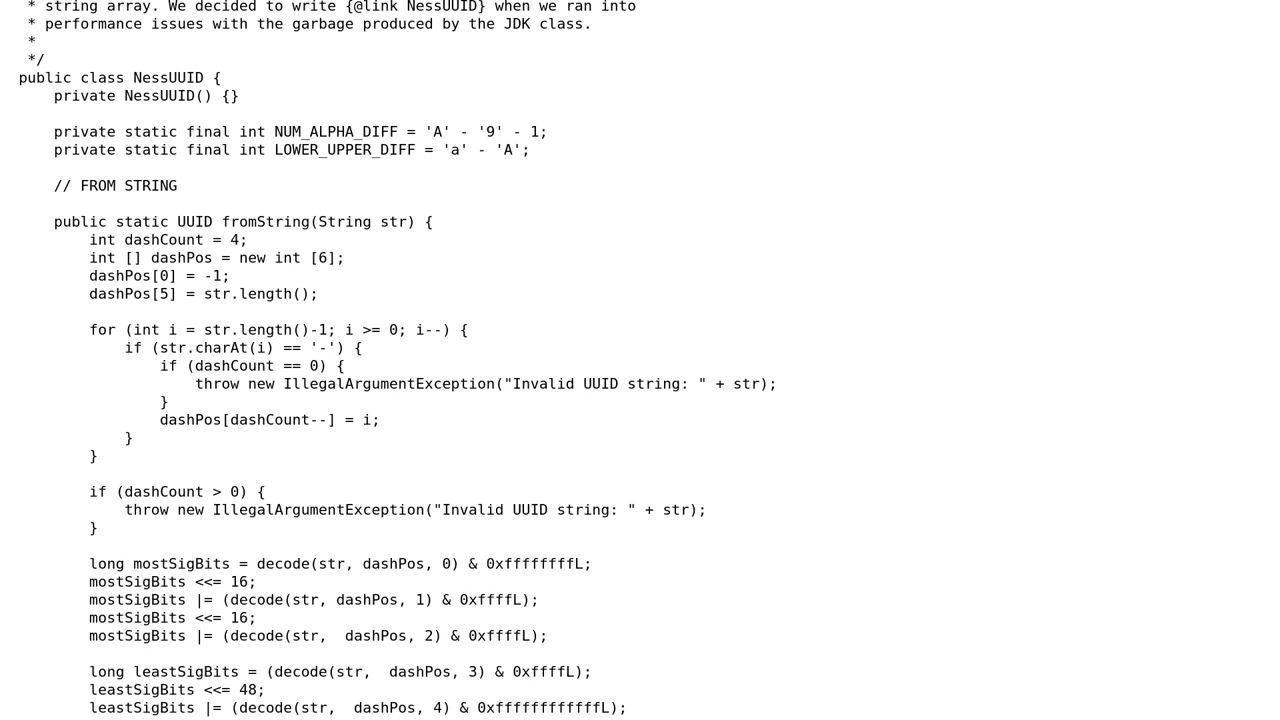 * string array. We decided to write {@link NessUUID} when we ran into
 * performance issues with the garbage produced by the JDK class.
 *
 */
public class NessUUID {
    private NessUUID() {}

    private static final int NUM_ALPHA_DIFF = 'A' - '9' - 1;
    private static final int LOWER_UPPER_DIFF = 'a' - 'A';

    // FROM STRING

    public static UUID fromString(String str) {
        int dashCount = 4;
        int [] dashPos = new int [6];
        dashPos[0] = -1;
        dashPos[5] = str.length();

        for (int i = str.length()-1; i >= 0; i--) {
            if (str.charAt(i) == '-') {
                if (dashCount == 0) {
                    throw new IllegalArgumentException("Invalid UUID string: " + str);
                }
                dashPos[dashCount--] = i;
            }
        }

        if (dashCount > 0) {
            throw new IllegalArgumentException("Invalid UUID string: " + str);
        }

        long mostSigBits = decode(str, dashPos, 0) & 0xffffffffL;
        mostSigBits <<= 16;
        mostSigBits |= (decode(str, dashPos, 1) & 0xffffL);
        mostSigBits <<= 16;
        mostSigBits |= (decode(str,  dashPos, 2) & 0xffffL);

        long leastSigBits = (decode(str,  dashPos, 3) & 0xffffL);
        leastSigBits <<= 48;
        leastSigBits |= (decode(str,  dashPos, 4) & 0xffffffffffffL);